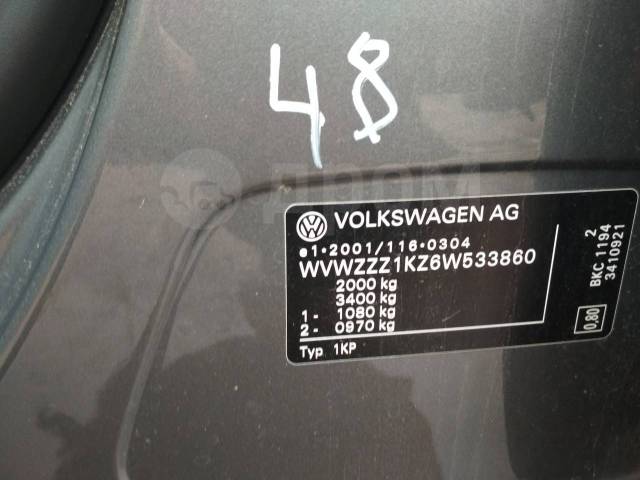 48
ДРОМ
VOLKSWAGEN AG
e1*2001/116*0304
WVWZZZ1KZ6W533860
2000 kg
3400 kg
1- 1080 kg
2- 0970 kg
Typ 1KP
BKC 1194 2
3410921
0,80